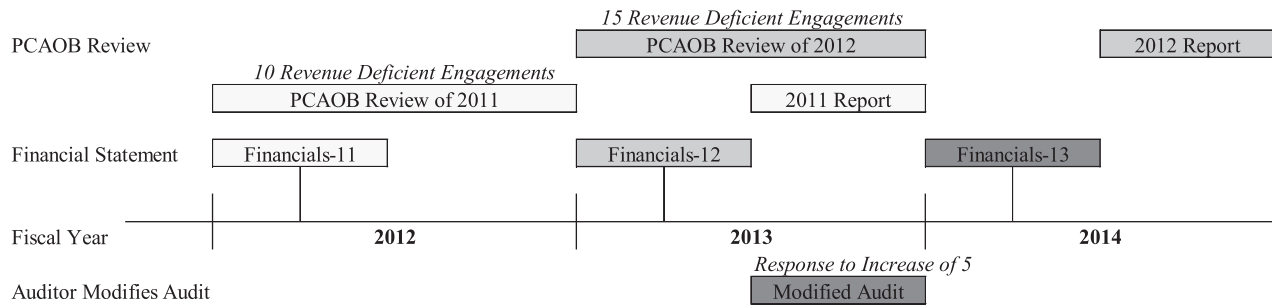 15 Revenue Deficient Engagements
PCAOB Review PCAOB Review of 2012 2012 Report
10 Revenue Deficient Engagements
PCAOB Review of 2011 2011 Report
Financial Statement Financials-11 Financials-12 Financials-13
Fiscal Year 2012 2013 2014
Response to Increase of 5
Auditor Modifies Audit Modified Audit